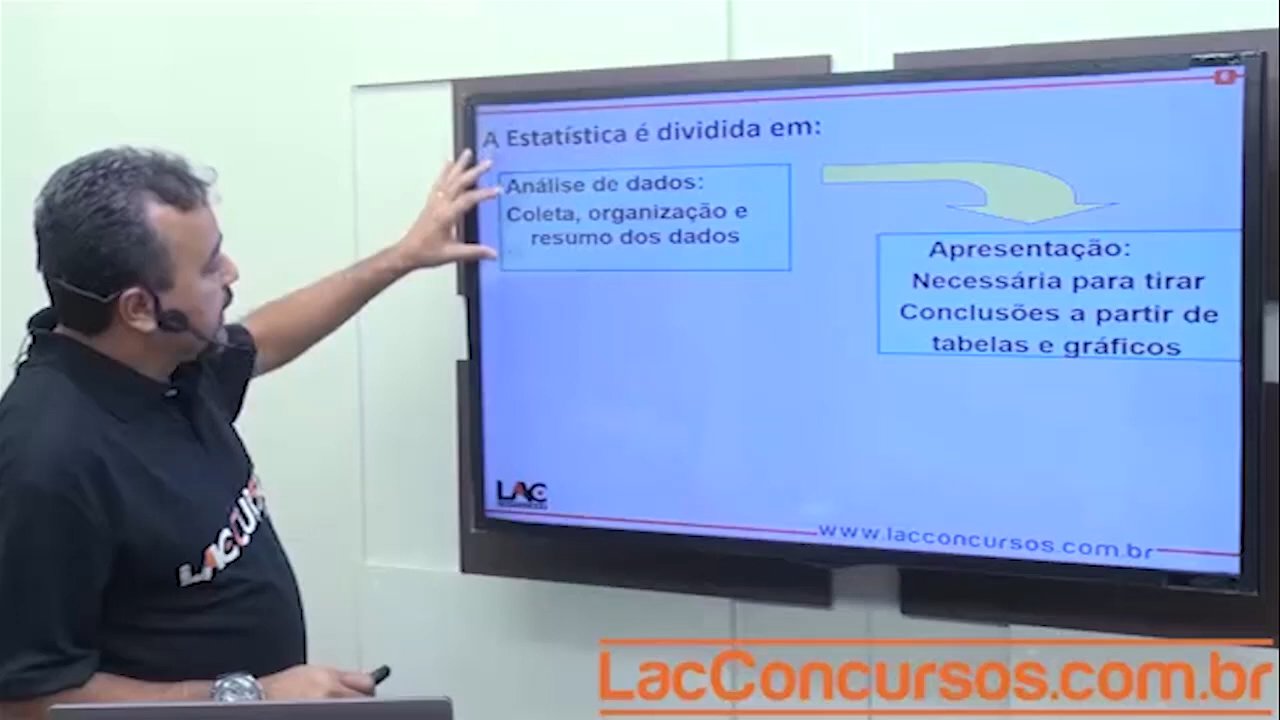 A Estatística é dividida em:
Análise de dados:
Coleta, organização e
resumo dos dados
Apresentação:
Necessária para tirar
Conclusões a partir de
tabelas e gráficos
LAC
www.lacconcursos.com.br
LACCONCURSOS
LacConcursos.com.br